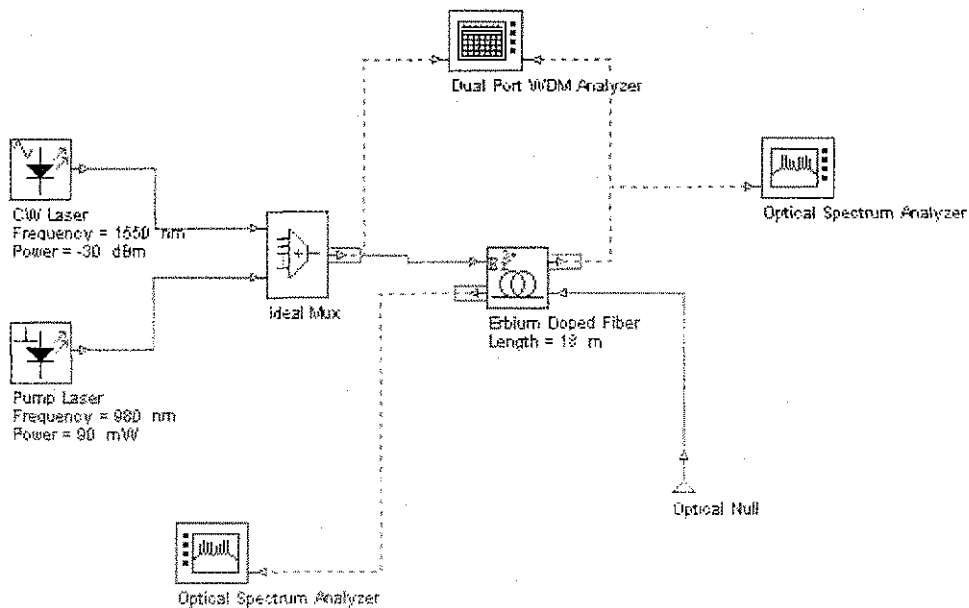 Dual Port WDM Analyzer
CW Laser
Frequency = 1550 nm
Power = -30 dBm
Optical Spectrum Analyzer
Ideal Mux
Erbium Doped Fiber
Length = 18 m
Pump Laser
Frequency = 980 nm
Power = 90 mW
Optical Null
Optical Spectrum Analyzer